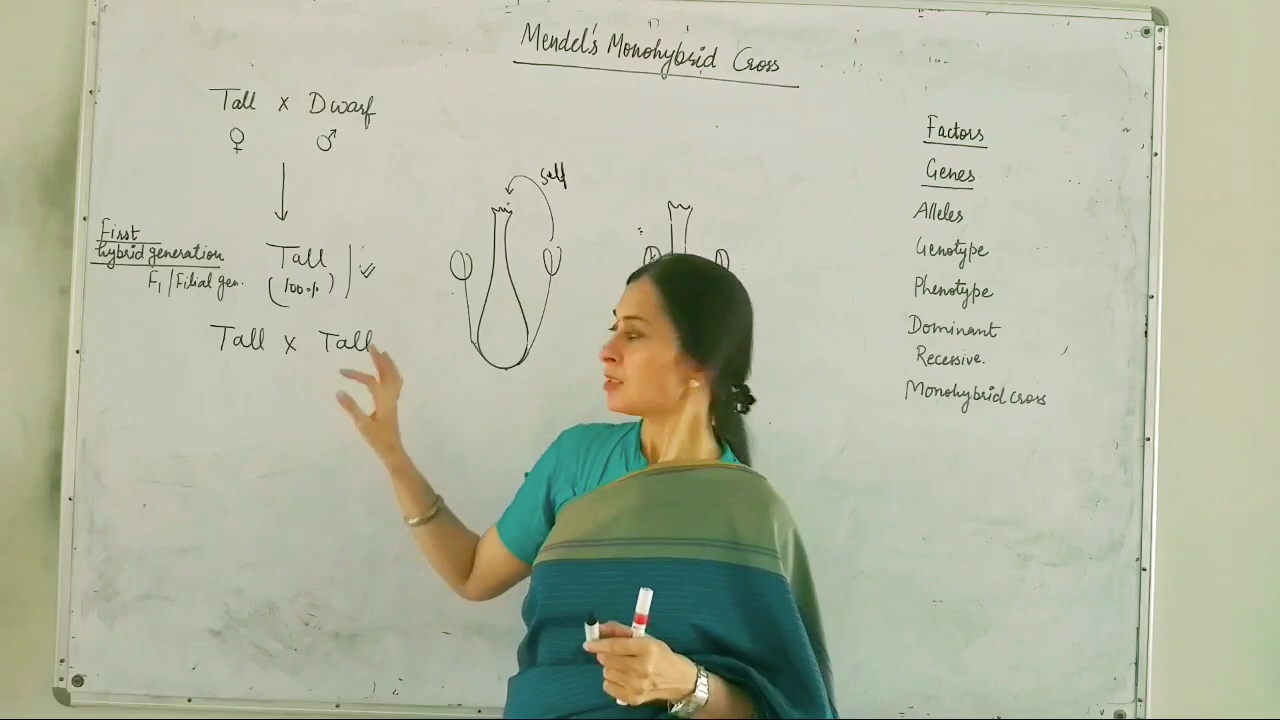 Mendel's Monohybrid Cross
Tall x Dwarf
♀ ♂
First
hybrid generation
F1 / Filial gen.
Tall
(100%)
Tall x Tall
Self
Factors
Genes
Alleles
Genotype
Phenotype
Dominant
Recessive.
Monohybrid cross